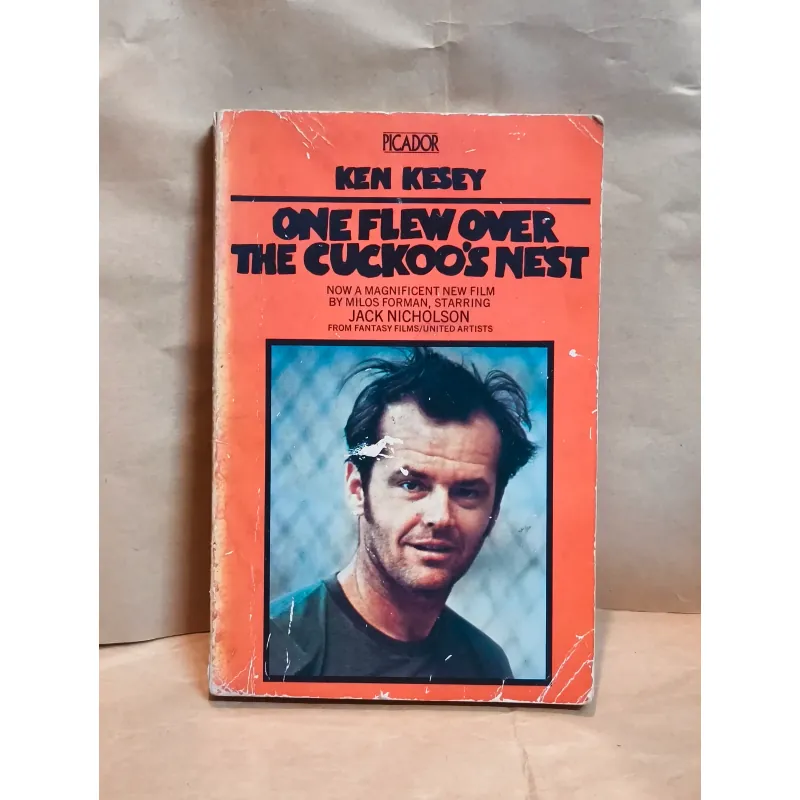 PICADOR
KEN KESEY
ONE FLEW OVER
THE CUCKOO'S NEST
NOW A MAGNIFICENT NEW FILM
BY MILOS FORMAN, STARRING
JACK NICHOLSON
FROM FANTASY FILMS/UNITED ARTISTS